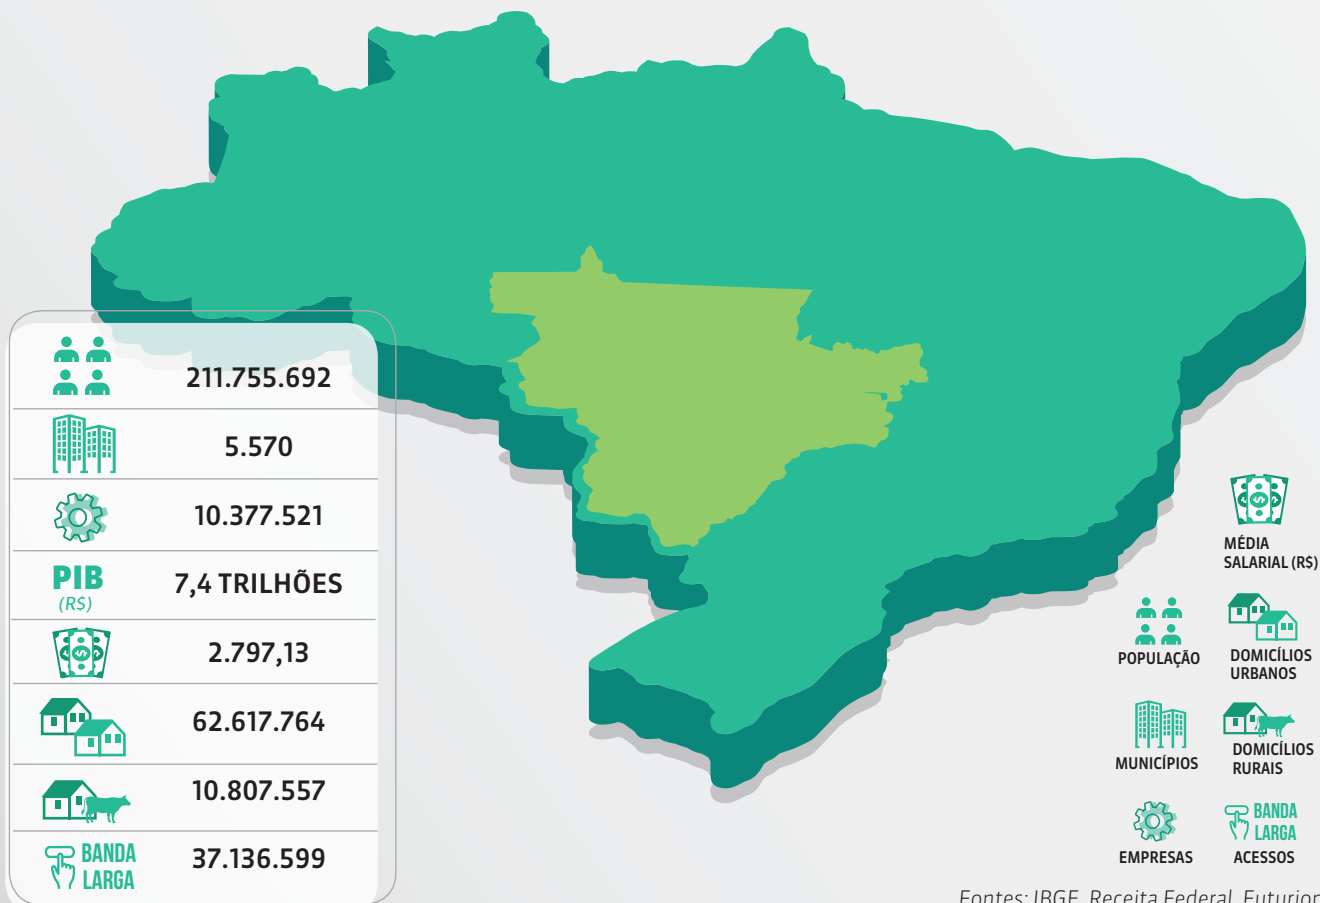 211.755.692
5.570
10.377.521
PIB
(R$)
7,4 TRILHÕES
2.797,13
62.617.764
10.807.557
BANDA
LARGA
37.136.599
MÉDIA
SALARIAL (R$)
POPULAÇÃO
DOMICÍLIOS
URBANOS
MUNICÍPIOS
DOMICÍLIOS
RURAIS
EMPRESAS
BANDA
LARGA
ACESSOS
Fontes: IBGE, Receita Federal, Futurion